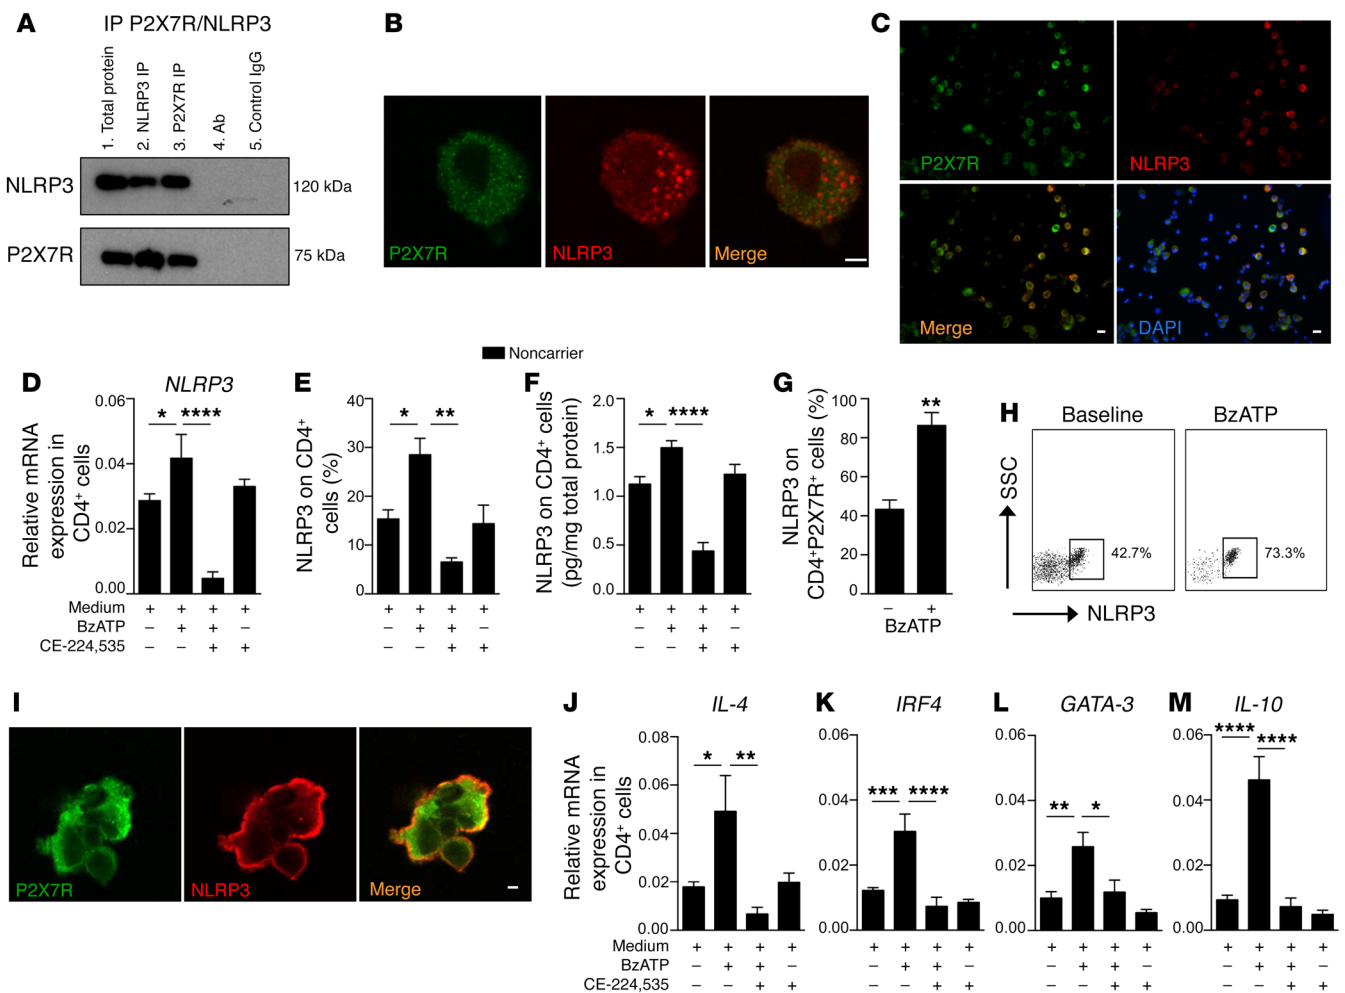 A
IP P2X7R/NLRP3
1. Total protein
2. NLRP3 IP
3. P2X7R IP
4. Ab
5. Control IgG
NLRP3
120 kDa
P2X7R
75 kDa
B
P2X7R
NLRP3
Merge
C
P2X7R
NLRP3
Merge
DAPI
Noncarrier
D
NLRP3
Relative mRNA
expression in
CD4+ cells
0.06
0.04
0.02
0.00
* ****
Medium + + + +
BzATP – + + –
CE-224,535 – – + +
E
NLRP3 on CD4+
cells (%)
40
30
20
10
0
* **
+ + + +
– + + –
– – + +
F
NLRP3 on CD4+ cells
(pg/mg total protein)
2.0
1.5
1.0
0.5
0.0
* ****
+ + + +
– + + –
– – + +
G
NLRP3 on
CD4+P2X7R+ cells (%)
100
80
60
40
20
0
**
– +
BzATP
H
Baseline
BzATP
SSC
42.7%
73.3%
NLRP3
I
P2X7R
NLRP3
Merge
J
IL-4
Relative mRNA
expression in
CD4+ cells
0.08
0.06
0.04
0.02
0.00
* **
Medium + + + +
BzATP – + + –
CE-224,535 – – + +
K
IRF4
0.06
0.04
0.02
0.00
*** ****
+ + + +
– + + –
– – + +
L
GATA-3
0.06
0.04
0.02
0.00
** *
+ + + +
– + + –
– – + +
M
IL-10
0.06
0.04
0.02
0.00
**** ****
+ + + +
– + + –
– – + +